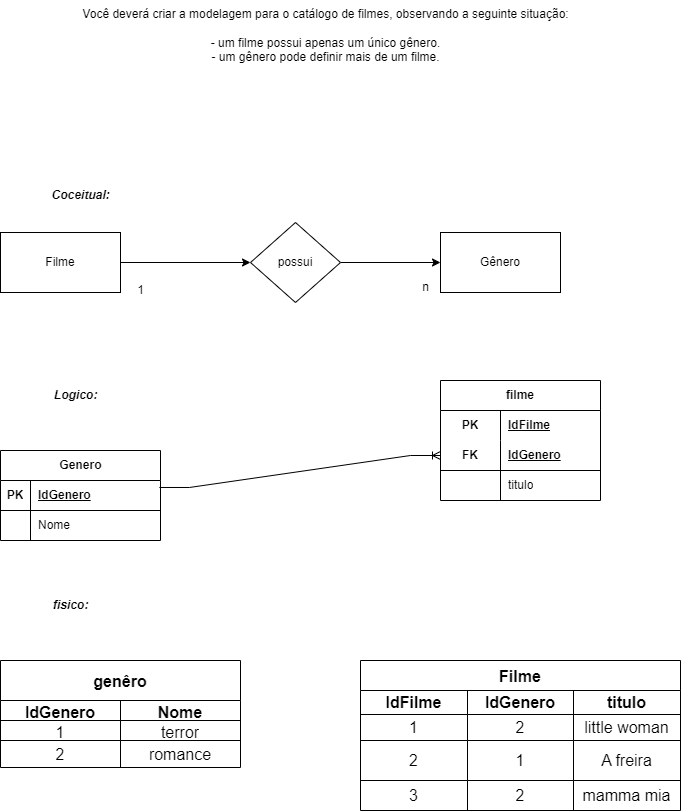 Você deverá criar a modelagem para o catálogo de filmes, observando a seguinte situação:
- um filme possui apenas um único gênero.
- um gênero pode definir mais de um filme.
Coceitual:
Filme
possui
Gênero
1
n
Logico:
filme
PK IdFilme
FK IdGenero
titulo
Genero
PK IdGenero
Nome
fisico:
genêro
IdGenero Nome
1 terror
2 romance
Filme
IdFilme IdGenero titulo
1 2 little woman
2 1 A freira
3 2 mamma mia